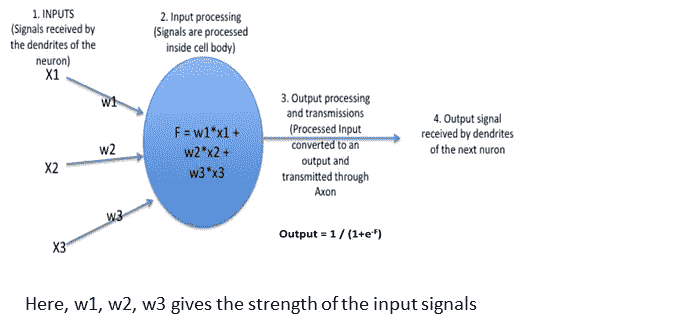 1. INPUTS
(Signals received by
the dendrites of the
neuron)
X1
2. Input processing
(Signals are processed
inside cell body)
w1
w2
X2
w3
X3
F = w1*x1 +
w2*x2 +
w3*x3
3. Output processing
and transmissions
(Processed Input
converted to an
output and
transmitted through
Axon
Output = 1 / (1+e⁻ᶠ)
4. Output signal
received by dendrites
of the next nuron
Here, w1, w2, w3 gives the strength of the input signals